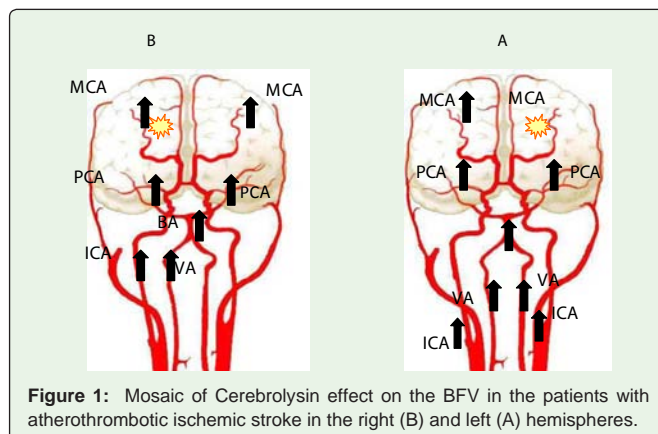 B
A
MCA
MCA
PCA
PCA
BA
ICA
VA
MCA
MCA
PCA
PCA
VA
VA
ICA
ICA
Figure 1: Mosaic of Cerebrolysin effect on the BFV in the patients with
atherothrombotic ischemic stroke in the right (B) and left (A) hemispheres.